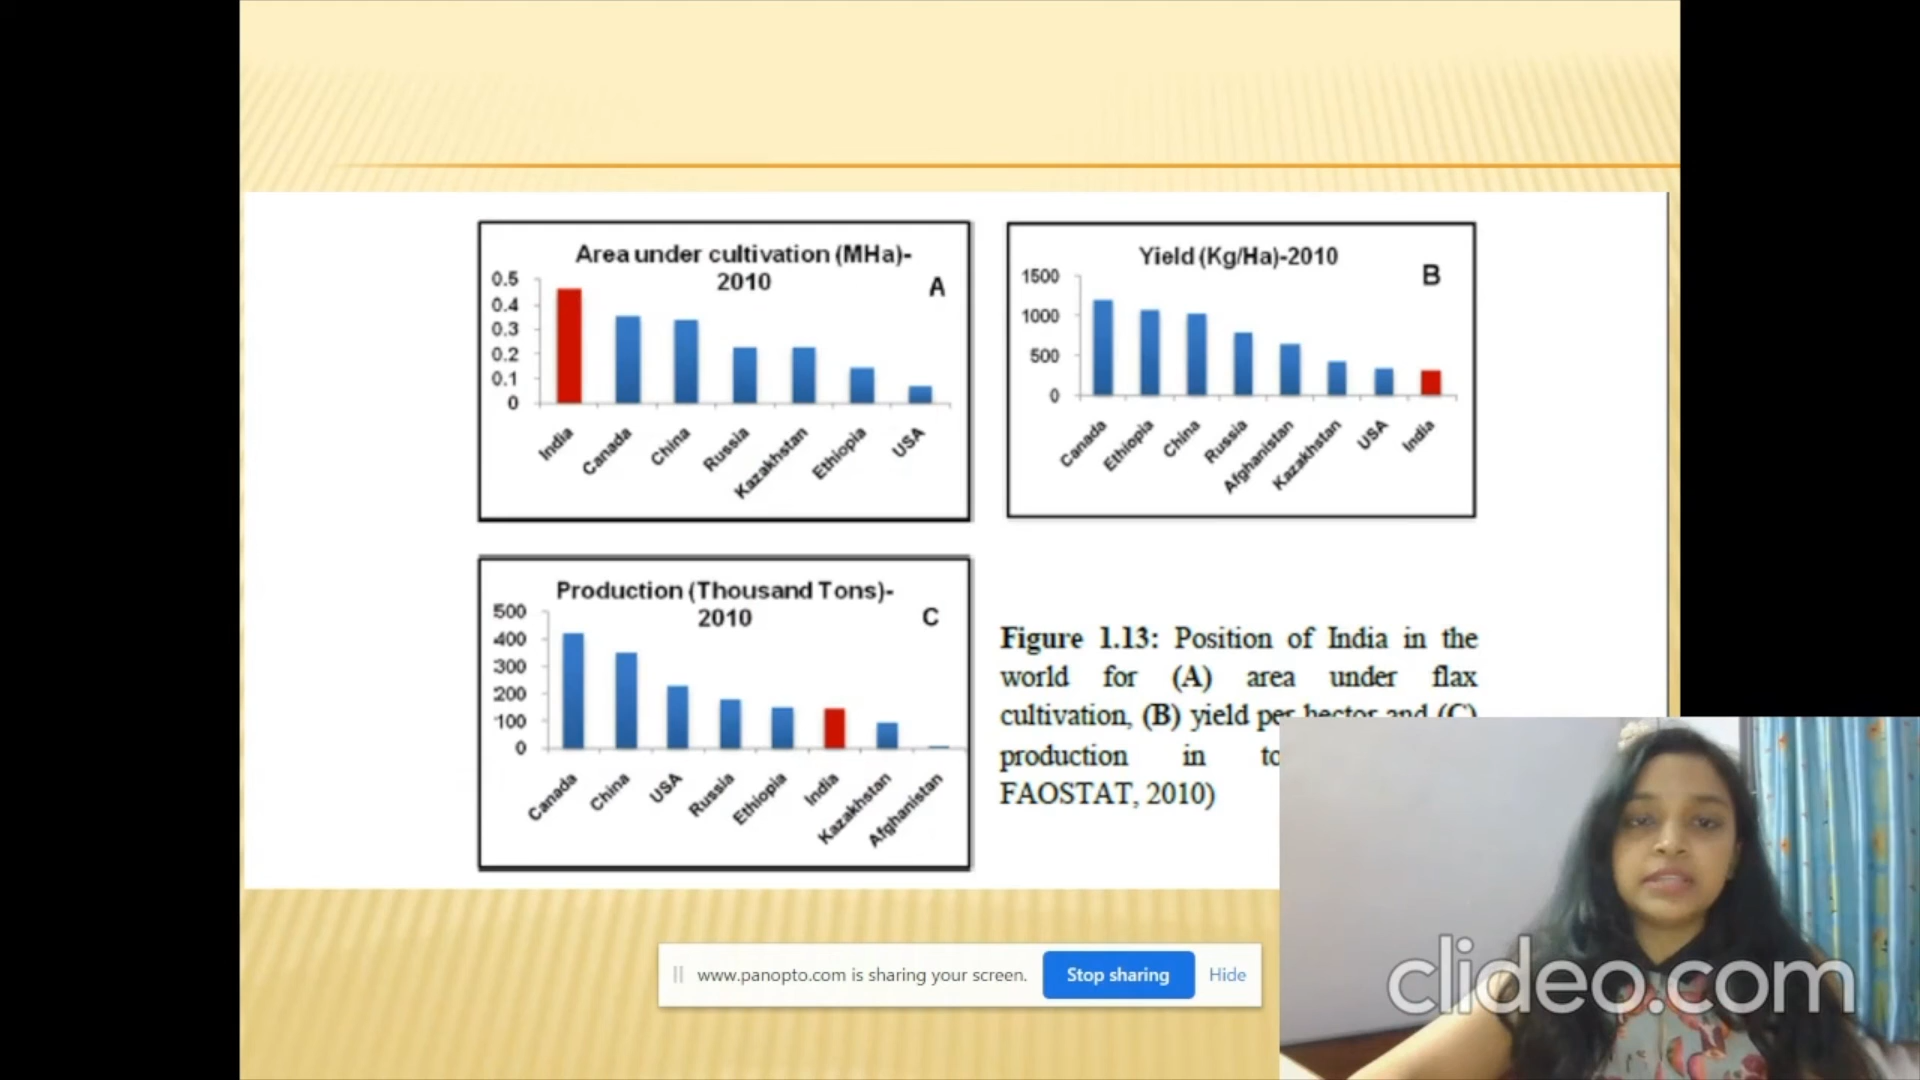 Area under cultivation (MHa)-
2010
A
0.5
0.4
0.3
0.2
0.1
0
India
Canada
China
Russia
Kazakhstan
Ethiopia
USA
Yield (Kg/Ha)-2010
B
1500
1000
500
0
Canada
Ethiopia
China
Russia
Afghanistan
Kazakhstan
USA
India
Production (Thousand Tons)-
2010
C
500
400
300
200
100
0
Canada
China
USA
Russia
Ethiopia
India
Kazakhstan
Afghanistan
Figure 1.13: Position of India in the
world for (A) area under flax
cultivation, (B) yield per hector and (C)
production in
FAOSTAT, 2010)
www.panopto.com is sharing your screen.
Stop sharing
Hide
clideo.com